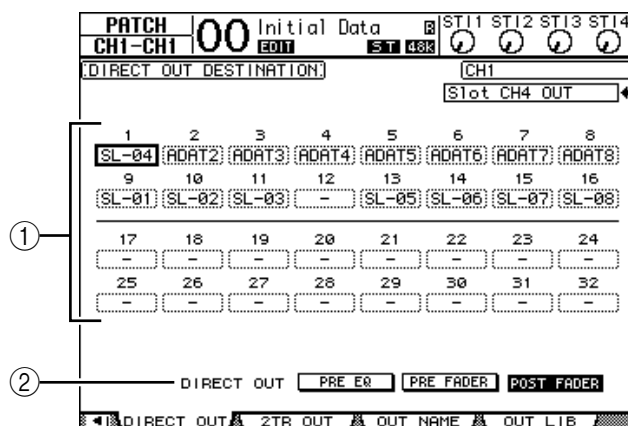 PATCH 00 Initial Data R ST11 ST12 ST13 ST14
CH1-CH1 EDIT ST 48K
DIRECT OUT DESTINATION CH1
Slot CH4 OUT
1 2 3 4 5 6 7 8
SL-04 ADAT2 ADAT3 ADAT4 ADAT5 ADAT6 ADAT7 ADAT8
9 10 11 12 13 14 15 16
SL-01 SL-02 SL-03 - SL-05 SL-06 SL-07 SL-08
1
17 18 19 20 21 22 23 24
- - - - - - - -
25 26 27 28 29 30 31 32
- - - - - - - -
2 DIRECT OUT PRE EQ PRE FADER POST FADER
DIRECT OUT 2TR OUT OUT NAME OUT LIB